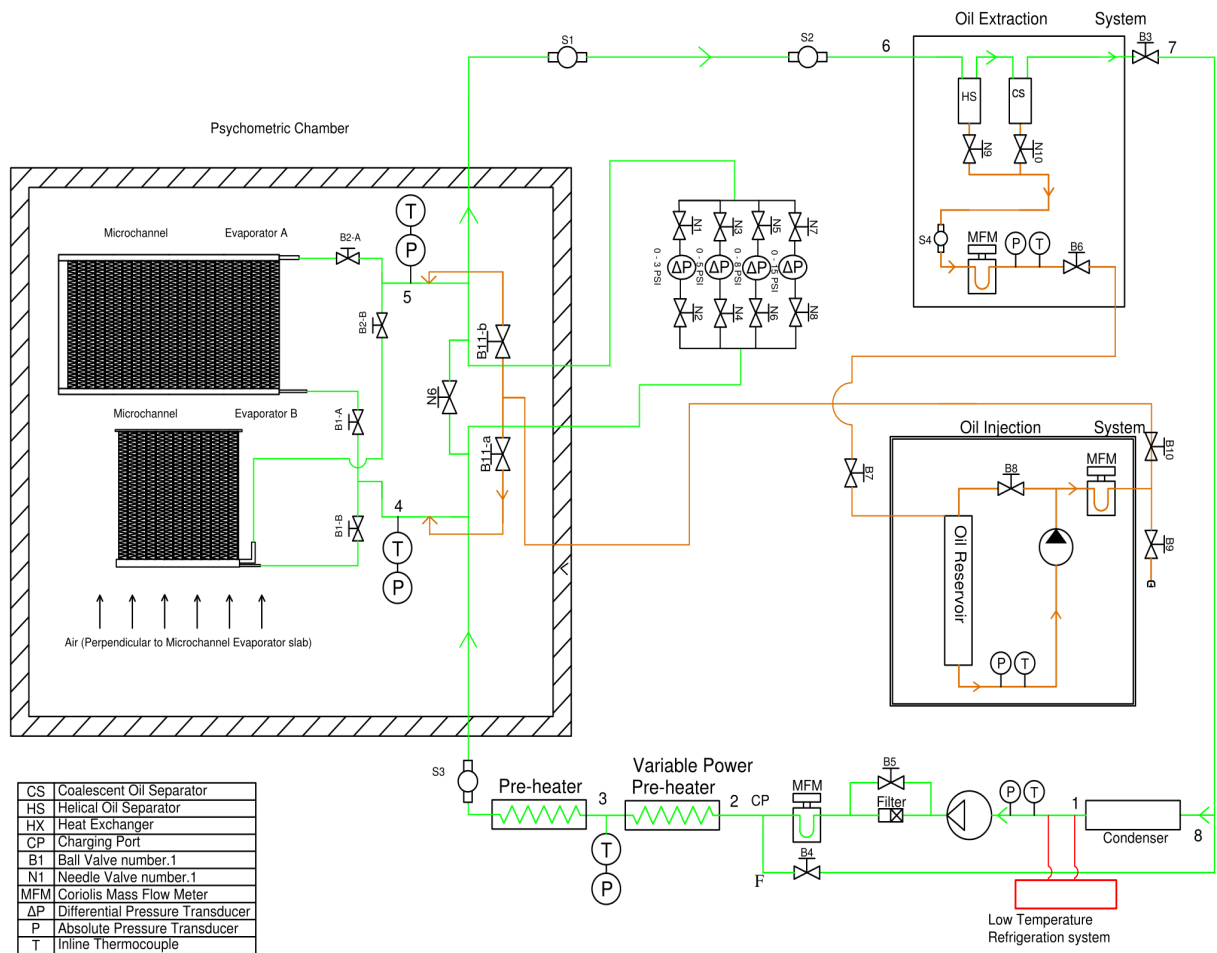 Oil Extraction System
S1
S2
6
B3
7
HS
CS
N9
N10
S4
MFM
P
T
B6
Psychometric Chamber
T
P
5
Microchannel Evaporator A
B2-A
B2-B
B11-b
N6
B11-a
Microchannel Evaporator B
B1-A
B1-B
4
T
P
Air (Perpendicular to Microchannel Evaporator slab)
N1
N3
N5
N7
0 - 3 PSI
0 - 5 PSI
0 - 8 PSI
0 - 15 PSI
ΔP
ΔP
ΔP
ΔP
N2
N4
N6
N8
Oil Injection System
B7
B8
MFM
B10
B9
Oil Reservoir
P
T
S3
Pre-heater
3
T
P
Variable Power
Pre-heater
2
CP
MFM
B5
Filter
B4
F
P
T
1
Condenser
8
Low Temperature
Refrigeration system
CS Coalescent Oil Separator
HS Helical Oil Separator
HX Heat Exchanger
CP Charging Port
B1 Ball Valve number.1
N1 Needle Valve number.1
MFM Coriolis Mass Flow Meter
ΔP Differential Pressure Transducer
P Absolute Pressure Transducer
T Inline Thermocouple